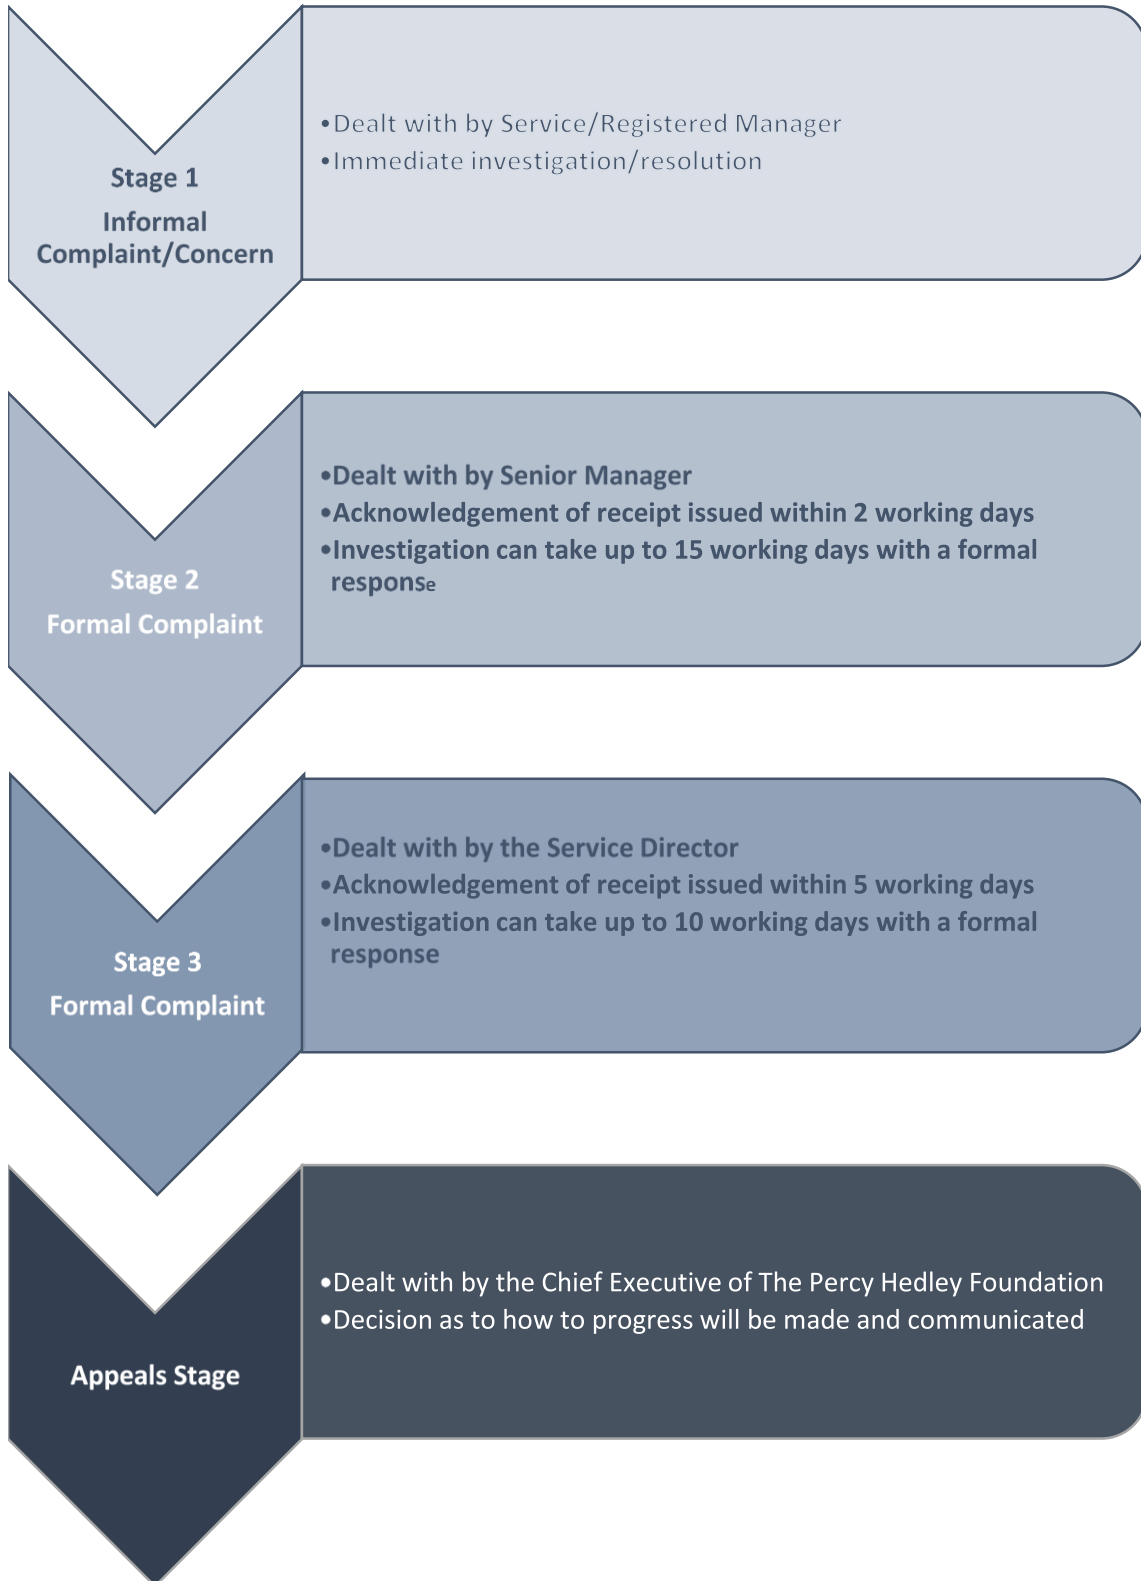 Stage 1
Informal
Complaint/Concern
•Dealt with by Service/Registered Manager
•Immediate investigation/resolution
Stage 2
Formal Complaint
•Dealt with by Senior Manager
•Acknowledgement of receipt issued within 2 working days
•Investigation can take up to 15 working days with a formal
response
Stage 3
Formal Complaint
•Dealt with by the Service Director
•Acknowledgement of receipt issued within 5 working days
•Investigation can take up to 10 working days with a formal
response
Appeals Stage
•Dealt with by the Chief Executive of The Percy Hedley Foundation
•Decision as to how to progress will be made and communicated